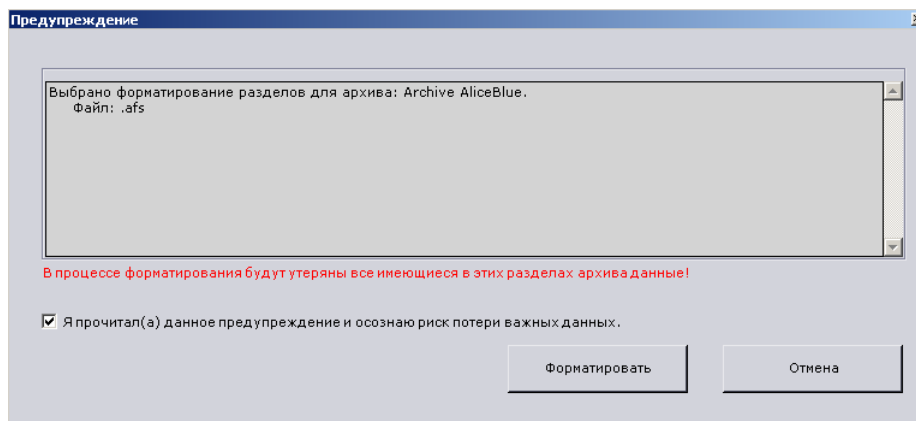 Предупреждение
Выбрано форматирование разделов для архива: Archive AliceBlue.
Файл: .afs
В процессе форматирования будут утеряны все имеющиеся в этих разделах архива данные!
Я прочитал(а) данное предупреждение и осознаю риск потери важных данных.
Форматировать
Отмена